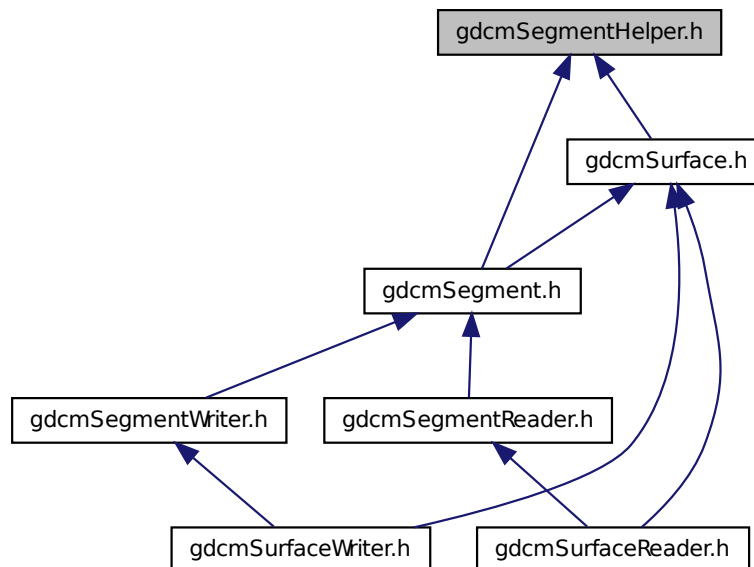 gdcmSegmentHelper.h
gdcmSurface.h
gdcmSegment.h
gdcmSegmentWriter.h
gdcmSegmentReader.h
gdcmSurfaceWriter.h
gdcmSurfaceReader.h